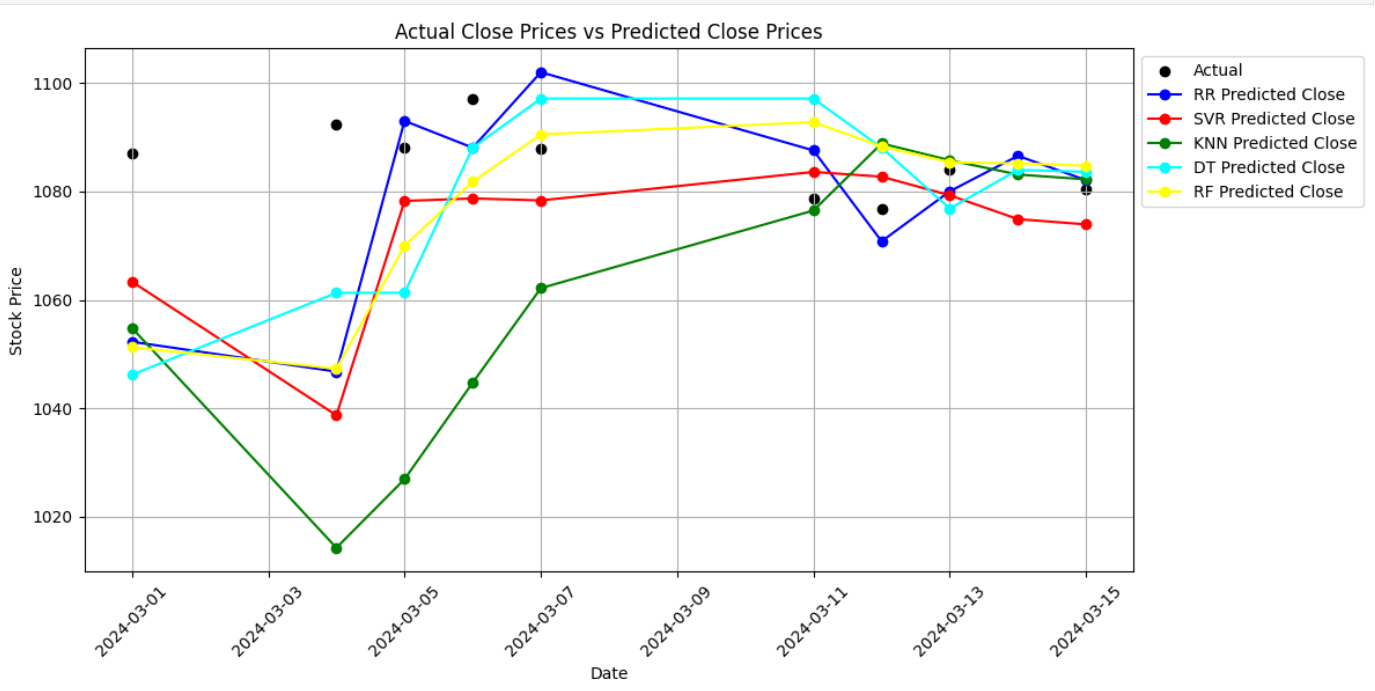 Actual Close Prices vs Predicted Close Prices
Actual
RR Predicted Close
SVR Predicted Close
KNN Predicted Close
DT Predicted Close
RF Predicted Close
Stock Price
1100
1080
1060
1040
1020
2024-03-01
2024-03-03
2024-03-05
2024-03-07
2024-03-09
2024-03-11
2024-03-13
2024-03-15
Date